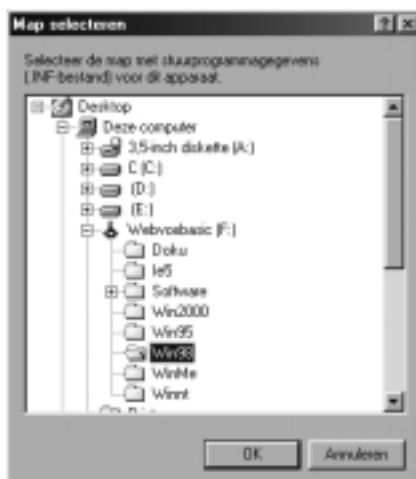 Map selecteren
Selecteer de map met stuurprogrammagegevens
(.INF-bestand) voor dit apparaat.
Desktop
Deze computer
3,5-inch diskette (A:)
C (C:)
(D:)
(E:)
Webvoebasic (F:)
Doku
Ie5
Software
Win2000
Win95
Win98
WinMe
Winnt
OK
Annuleren